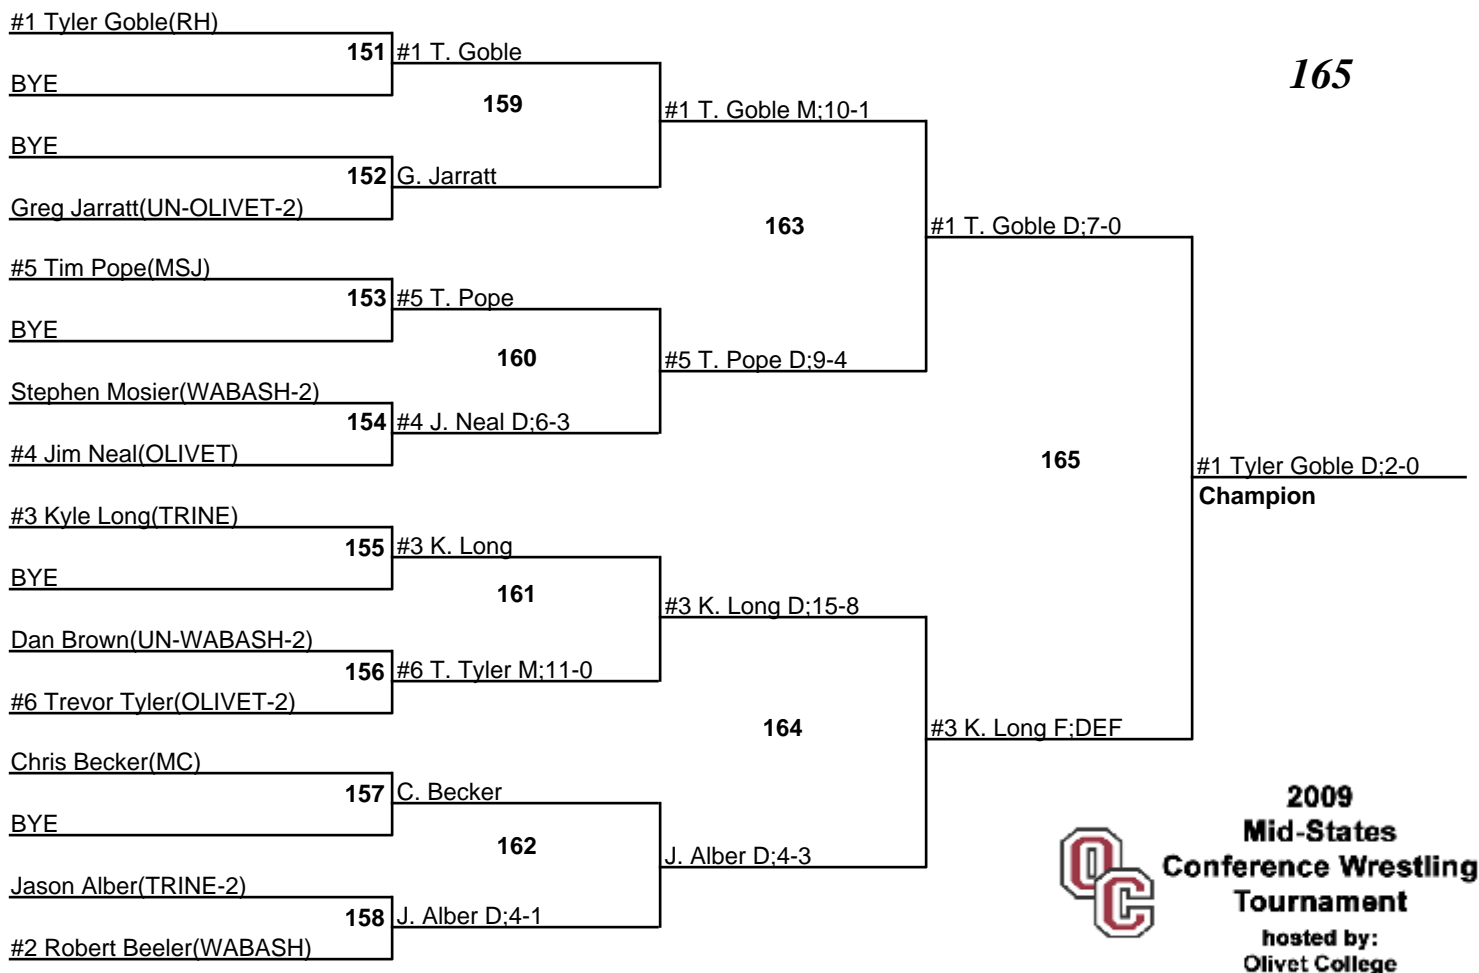 #1 Tyler Goble(RH)
151
#1 T. Goble
BYE
159
#1 T. Goble M;10-1
165
BYE
152
G. Jarratt
Greg Jarratt(UN-OLIVET-2)
163
#1 T. Goble D;7-0
#5 Tim Pope(MSJ)
153
#5 T. Pope
BYE
160
#5 T. Pope D;9-4
Stephen Mosier(WABASH-2)
154
#4 J. Neal D;6-3
#4 Jim Neal(OLIVET)
165
#1 Tyler Goble D;2-0
Champion
#3 Kyle Long(TRINE)
155
#3 K. Long
BYE
161
#3 K. Long D;15-8
Dan Brown(UN-WABASH-2)
156
#6 T. Tyler M;11-0
#6 Trevor Tyler(OLIVET-2)
164
#3 K. Long F;DEF
Chris Becker(MC)
157
C. Becker
BYE
162
J. Alber D;4-3
Jason Alber(TRINE-2)
158
J. Alber D;4-1
#2 Robert Beeler(WABASH)
OC
2009
Mid-States
Conference Wrestling
Tournament
hosted by:
Olivet College